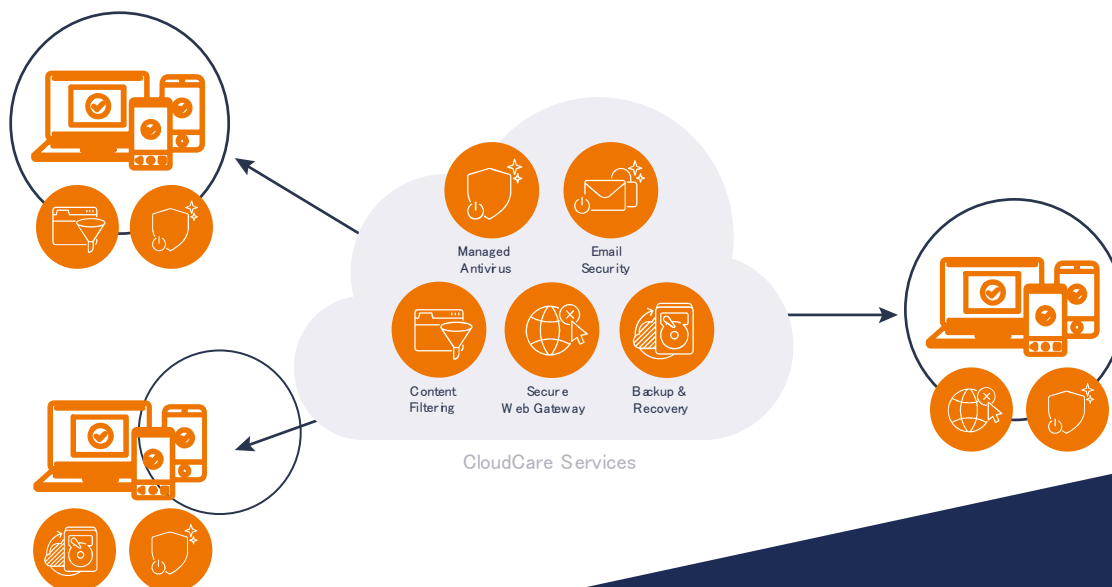 Managed
Antivirus
Email
Security
Content
Filtering
Secure
Web Gateway
Backup &
Recovery
CloudCare Services